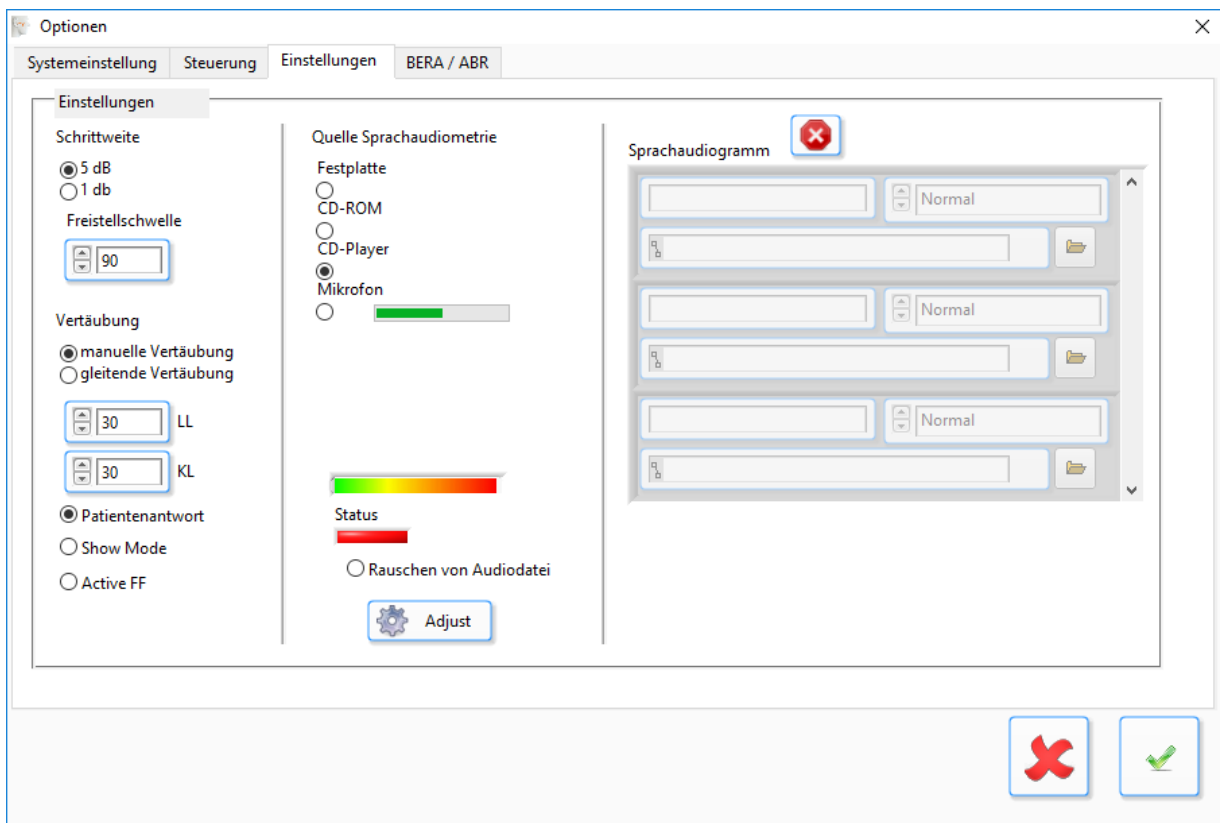 Optionen
Systemeinstellung Steuerung Einstellungen BERA / ABR
Einstellungen
Schrittweite
5 dB
1 db
Freistellschwelle
90
Vertäubung
manuelle Vertäubung
gleitende Vertäubung
30 LL
30 KL
Patientenantwort
Show Mode
Active FF
Quelle Sprachaudiometrie
Festplatte
CD-ROM
CD-Player
Mikrofon
Status
Rauschen von Audiodatei
Adjust
Sprachaudiogramm
Normal
Normal
Normal